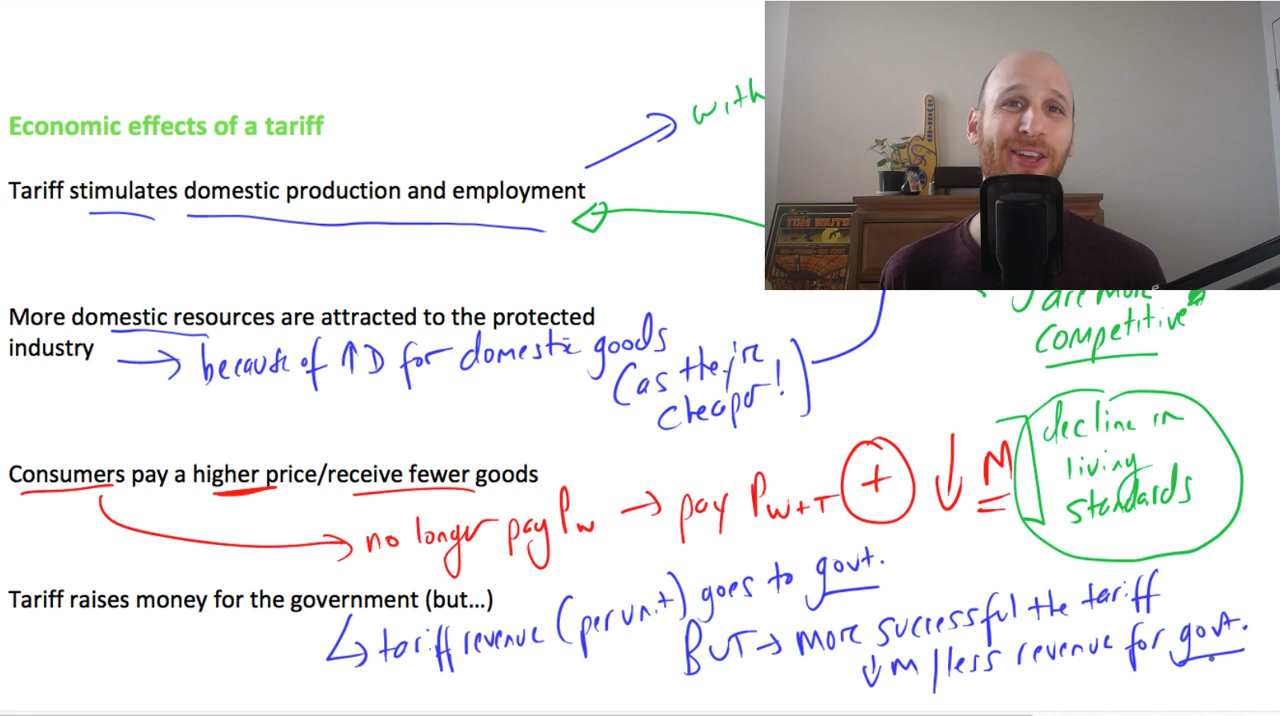 Economic effects of a tariff
with
Tariff stimulates domestic production and employment
TOM WAITS
are more
competitive
More domestic resources are attracted to the protected
industry
because of ↑D for domestic goods
(as they're
cheaper!)
decline in
living
standards
Consumers pay a higher price/receive fewer goods
no longer pay Pw → pay Pw+T + ↓ M
Tariff raises money for the government (but...)
tariff revenue (per unit) goes to govt.
BUT → more successful the tariff
↓M / less revenue for govt.